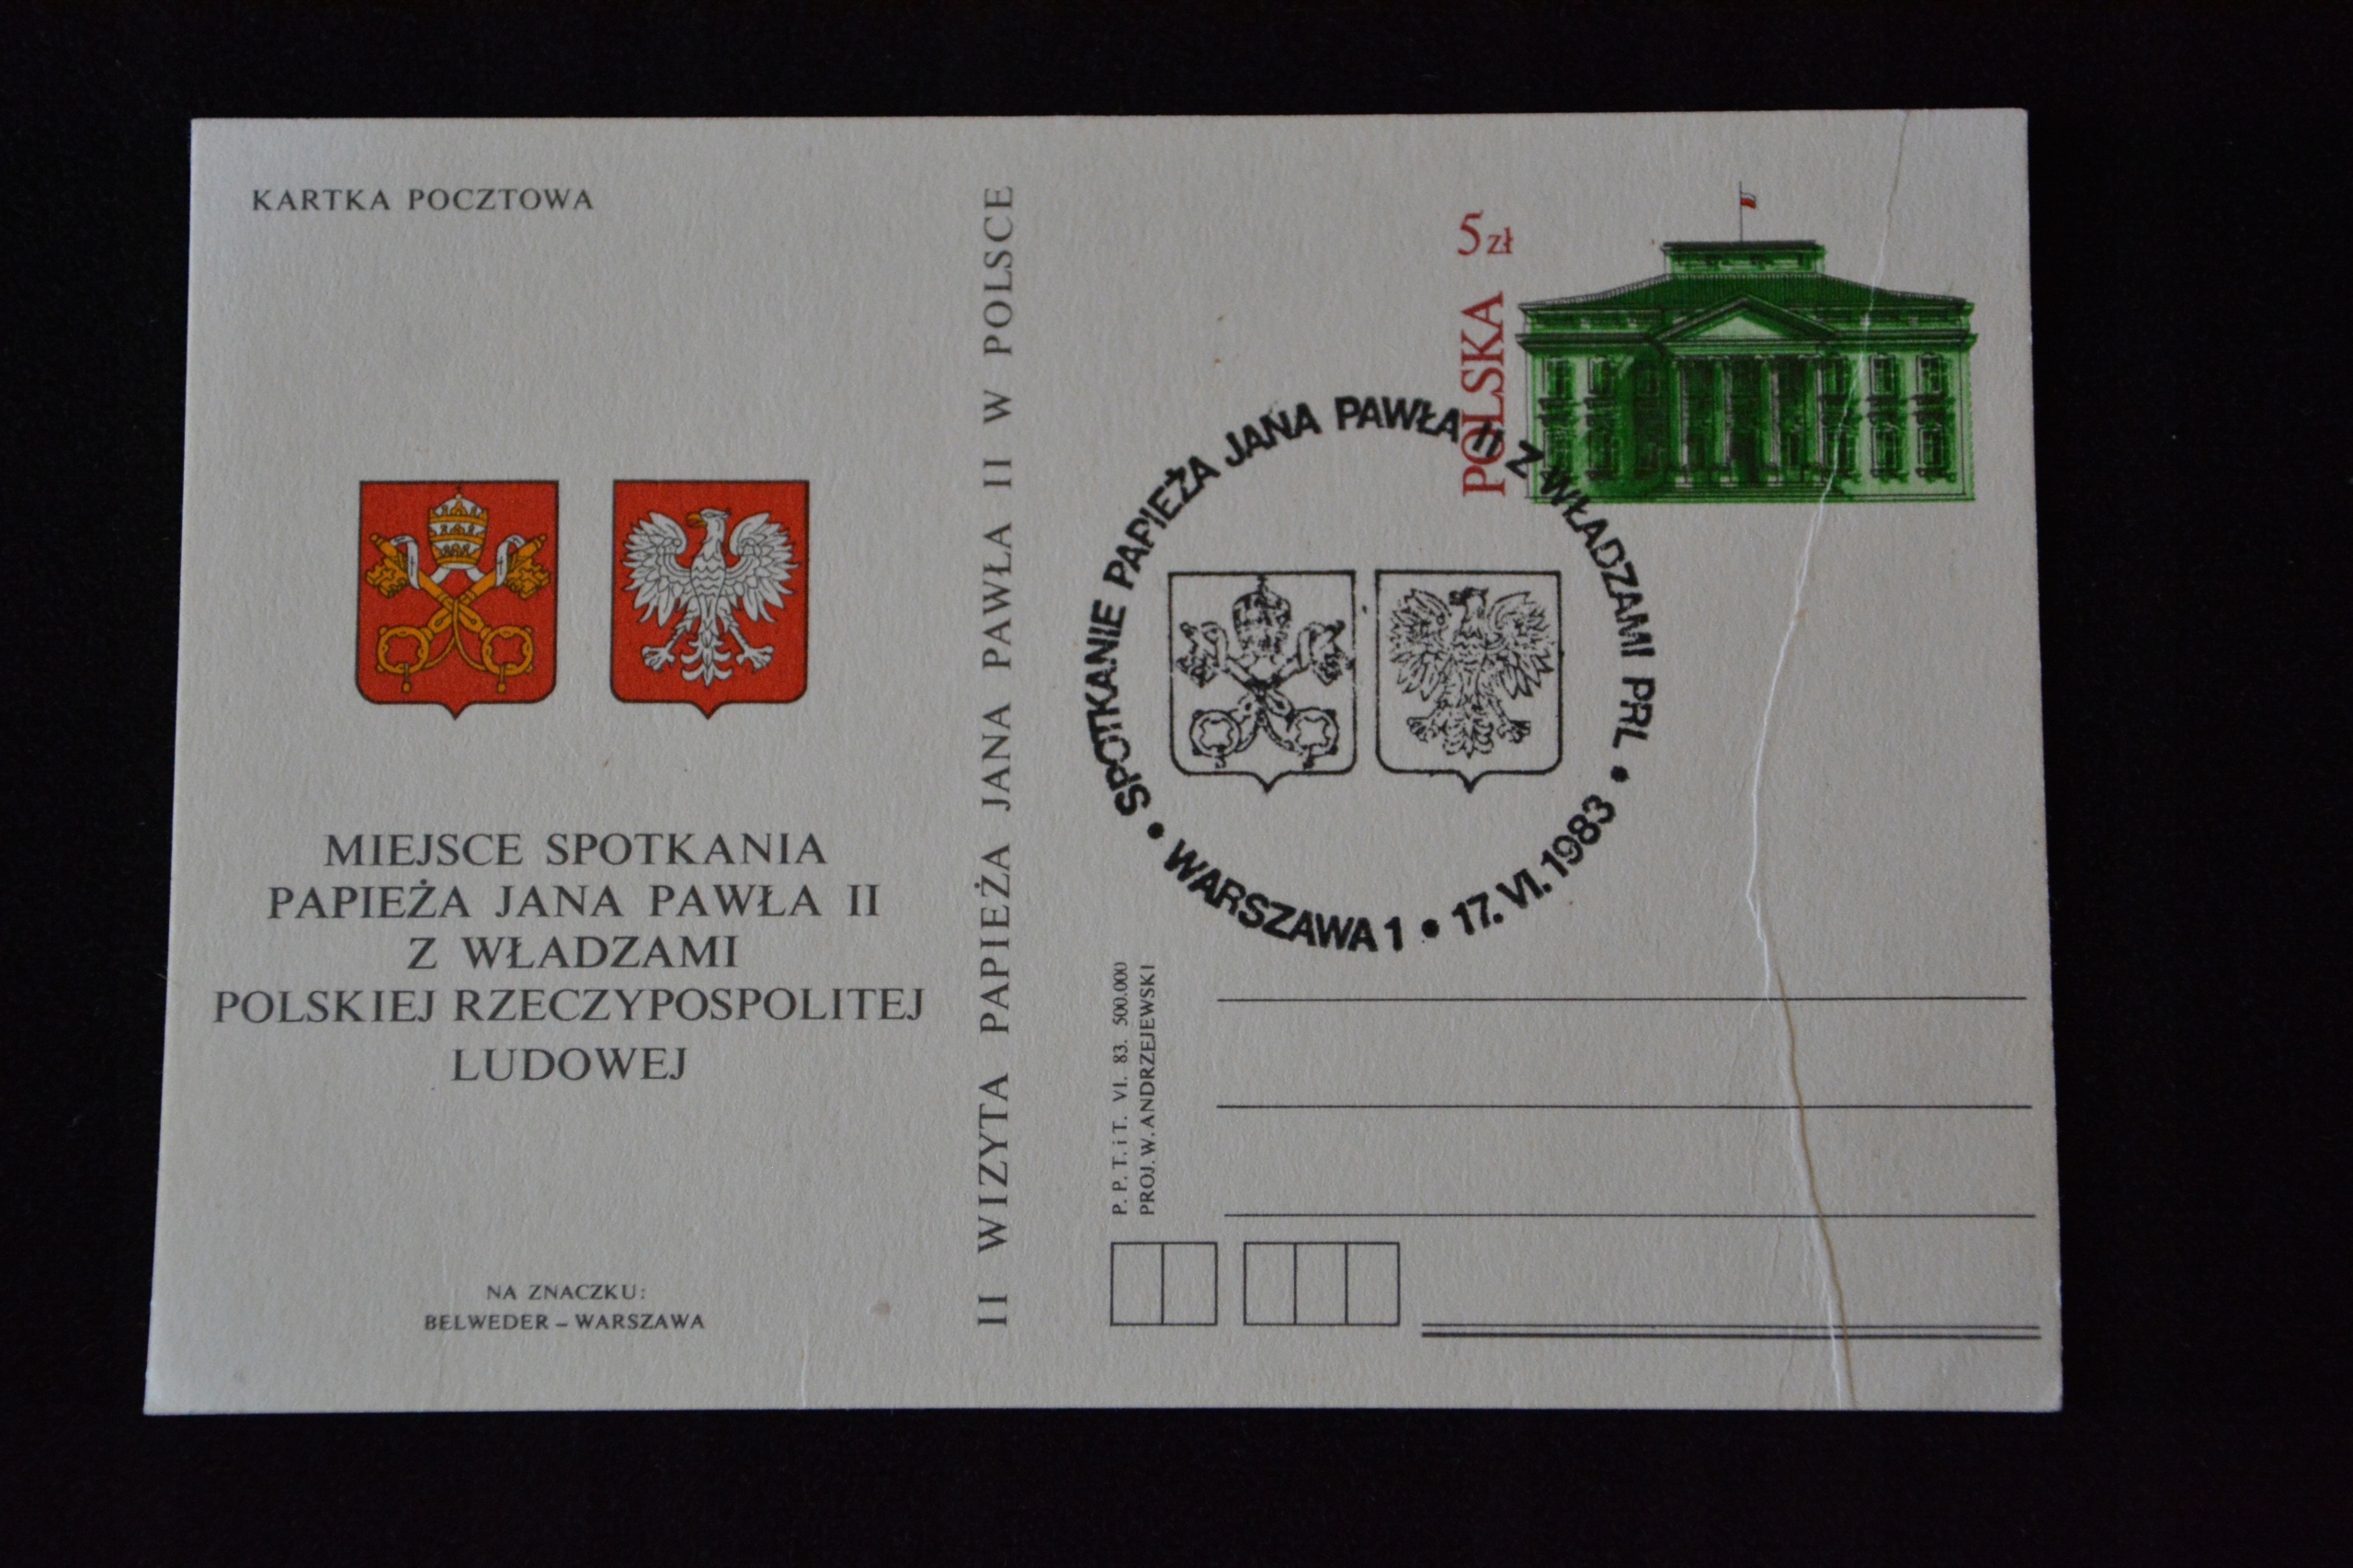 KARTKA POCZTOWA
MIEJSCE SPOTKANIA
PAPIEŻA JANA PAWŁA II
Z WŁADZAMI
POLSKIEJ RZECZYPOSPOLITEJ
LUDOWEJ
NA ZNACZKU:
BELWEDER – WARSZAWA
II WIZYTA PAPIEŻA JANA PAWŁA II W POLSCE
5 zł
POLSKA
SPOTKANIE PAPIEŻA JANA PAWŁA II Z WŁADZAMI PRL •
• WARSZAWA 1 • 17. VI. 1983
P. P. T. i T. VI. 83. 500.000
PROJ. W. ANDRZEJEWSKI